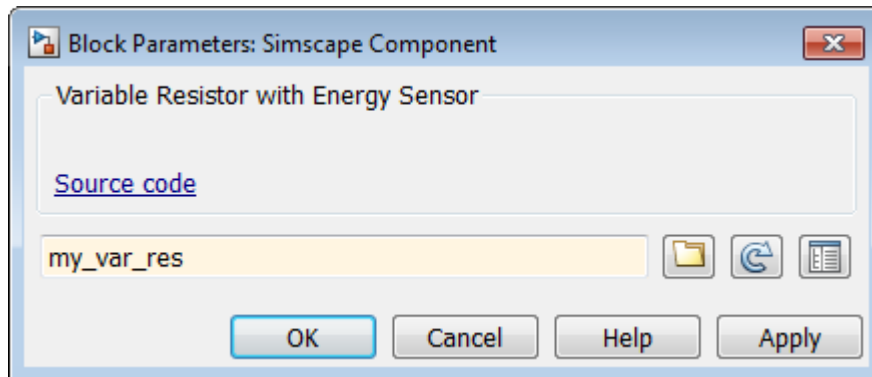 Block Parameters: Simscape Component
Variable Resistor with Energy Sensor
Source code
my_var_res
OK Cancel Help Apply